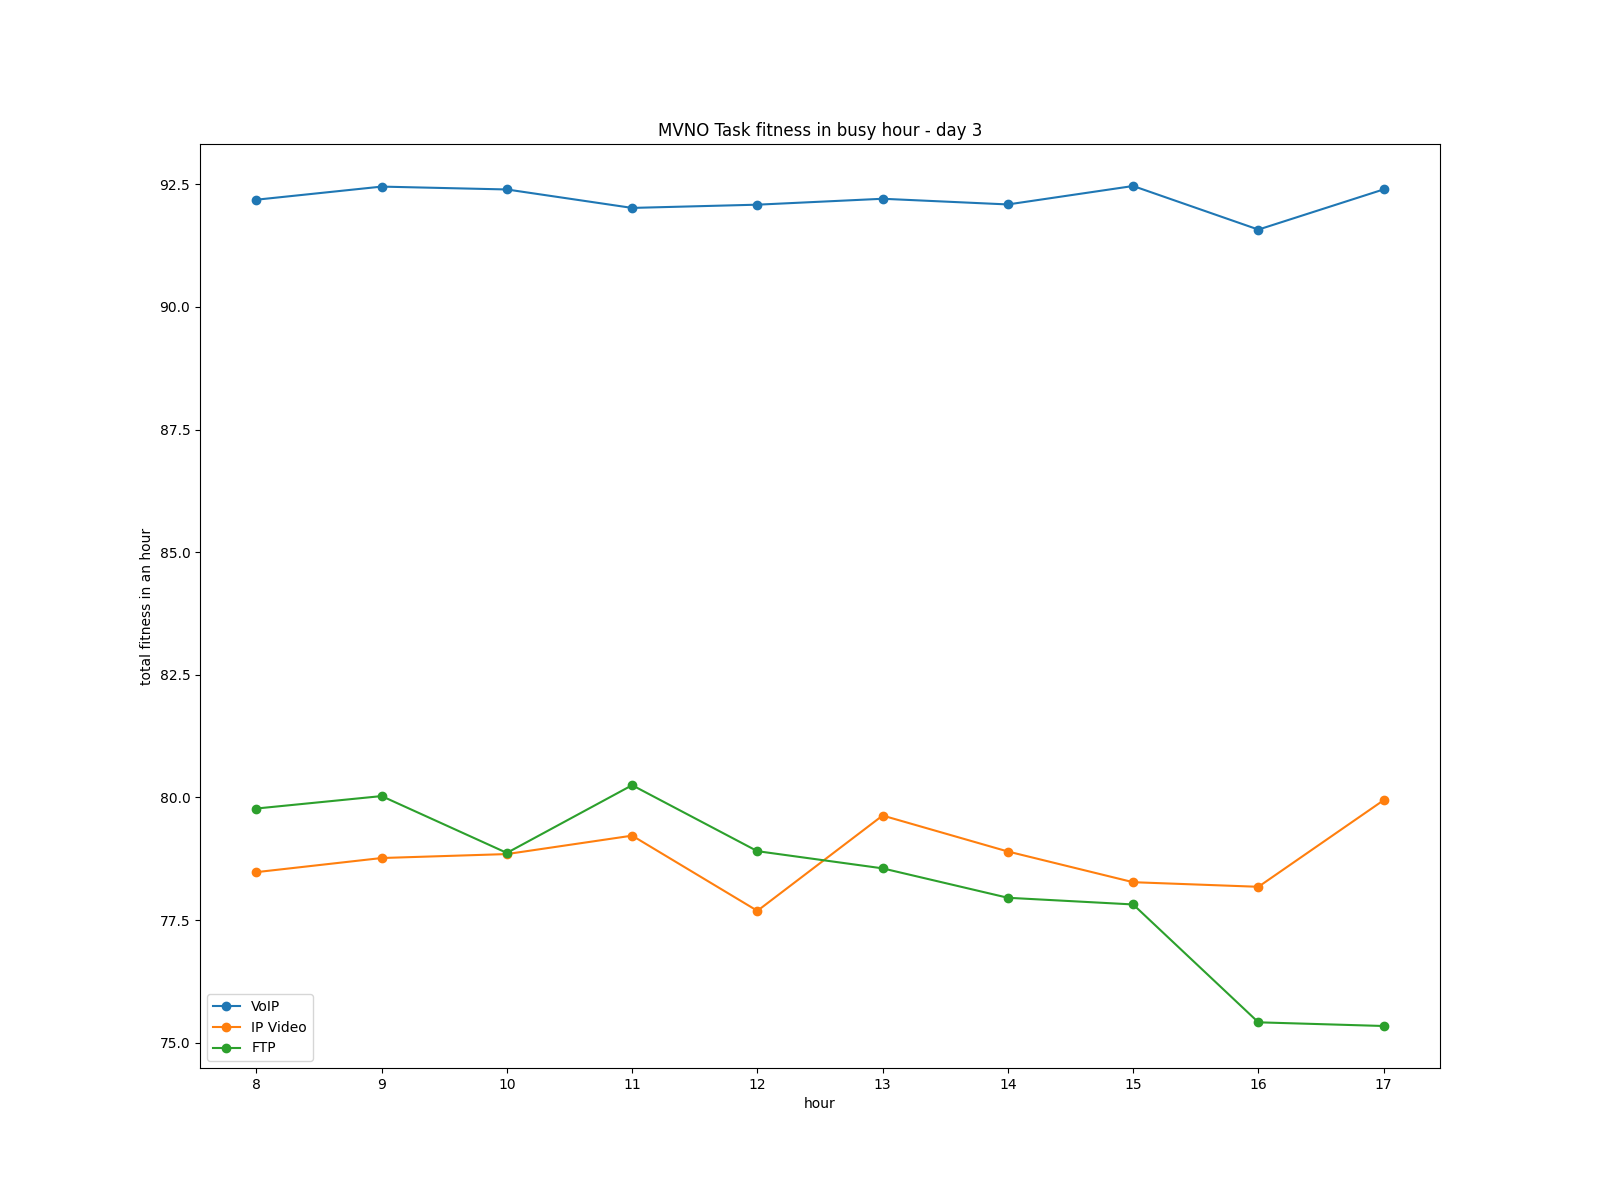 MVNO Task fitness in busy hour - day 3
total fitness in an hour
92.5
90.0
87.5
85.0
82.5
80.0
77.5
75.0
VoIP
IP Video
FTP
8 9 10 11 12 13 14 15 16 17
hour